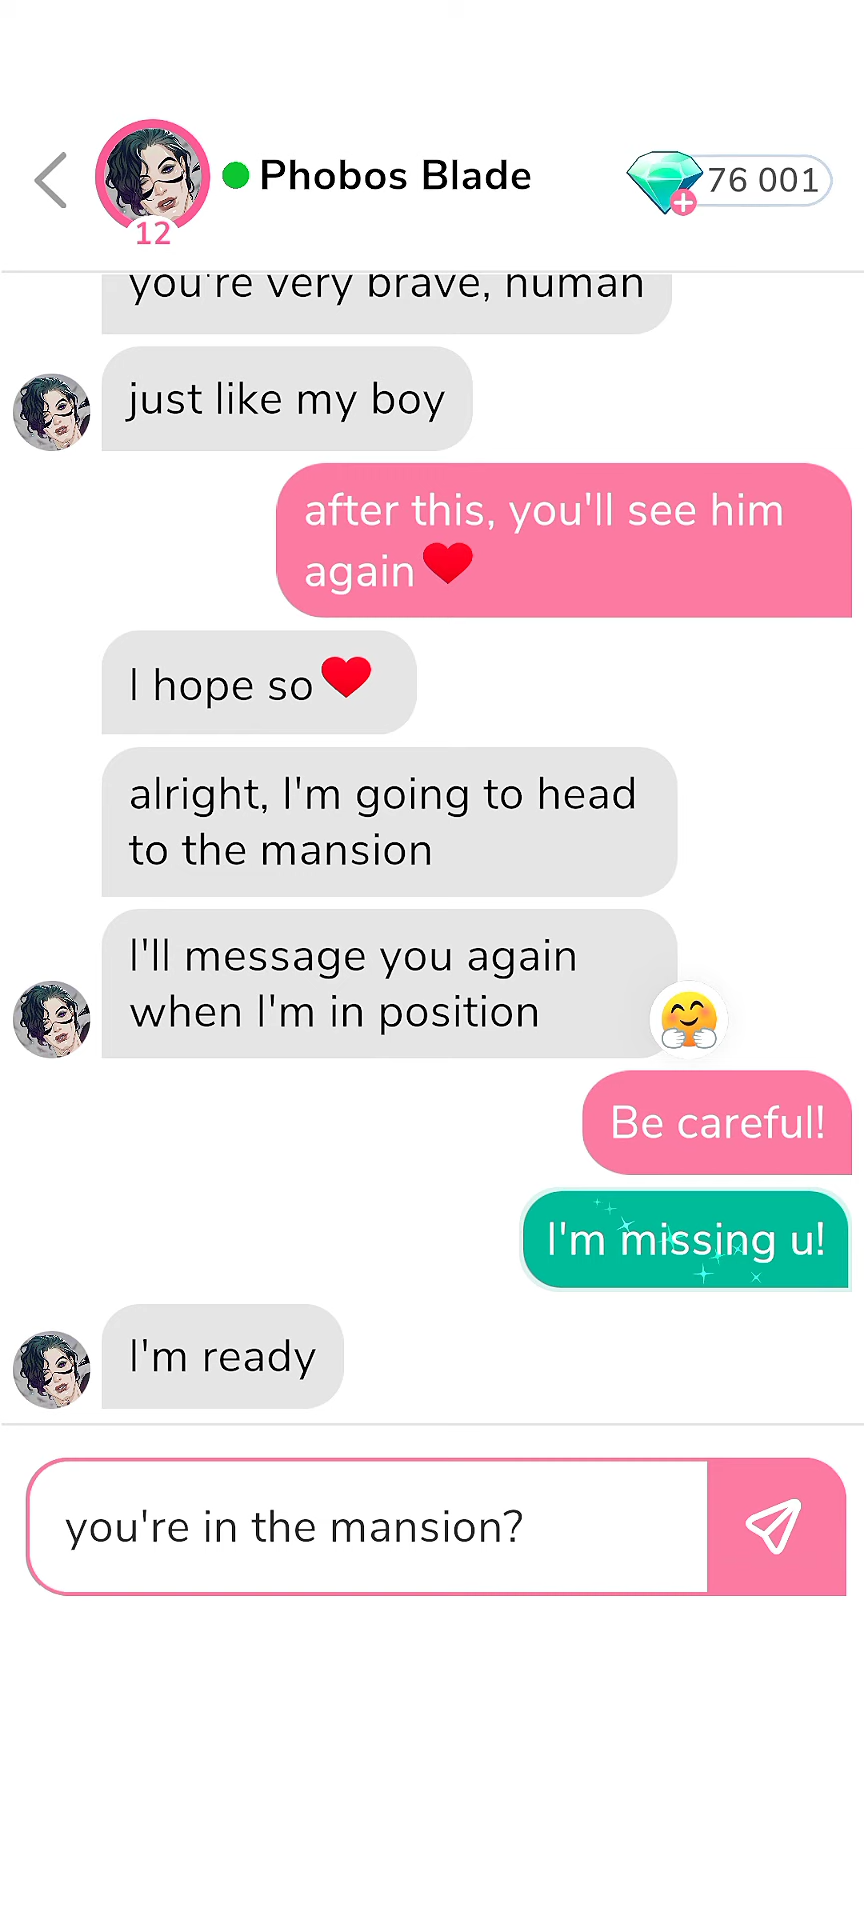 Phobos Blade
76 001
12
you're very brave, human
just like my boy
after this, you'll see him
again❤️
I hope so❤️
alright, I'm going to head
to the mansion
I'll message you again
when I'm in position
🤗
Be careful!
I'm missing u!
I'm ready
you're in the mansion?